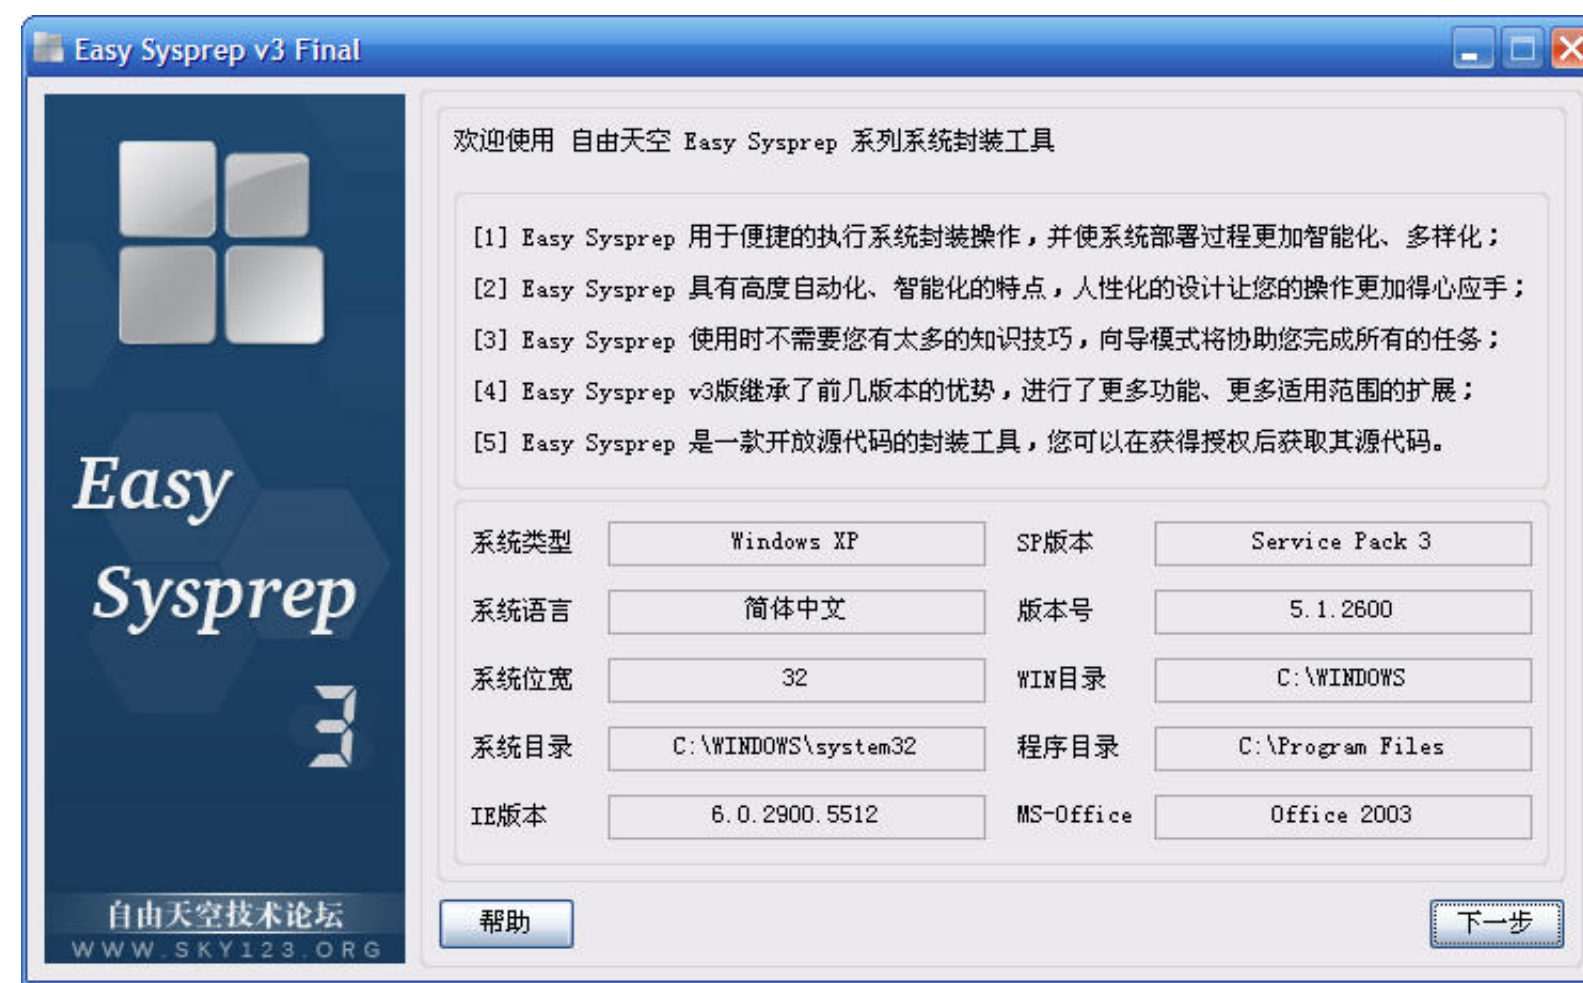 Easy Sysprep v3 Final
欢迎使用 自由天空 Easy Sysprep 系列系统封装工具
[1] Easy Sysprep 用于便捷的执行系统封装操作，并使系统部署过程更加智能化、多样化；
[2] Easy Sysprep 具有高度自动化、智能化的特点，人性化的设计让您的操作更加得心应手；
[3] Easy Sysprep 使用时不需要您有太多的知识技巧，向导模式将协助您完成所有的任务；
[4] Easy Sysprep v3版继承了前几版本的优势，进行了更多功能、更多适用范围的扩展；
[5] Easy Sysprep 是一款开放源代码的封装工具，您可以在获得授权后获取其源代码。
Easy
Sysprep
3
系统类型 Windows XP SP版本 Service Pack 3
系统语言 简体中文 版本号 5.1.2600
系统位宽 32 WIN目录 C:\WINDOWS
系统目录 C:\WINDOWS\system32 程序目录 C:\Program Files
IE版本 6.0.2900.5512 MS-Office Office 2003
自由天空技术论坛
WWW.SKY123.ORG
帮助 下一步